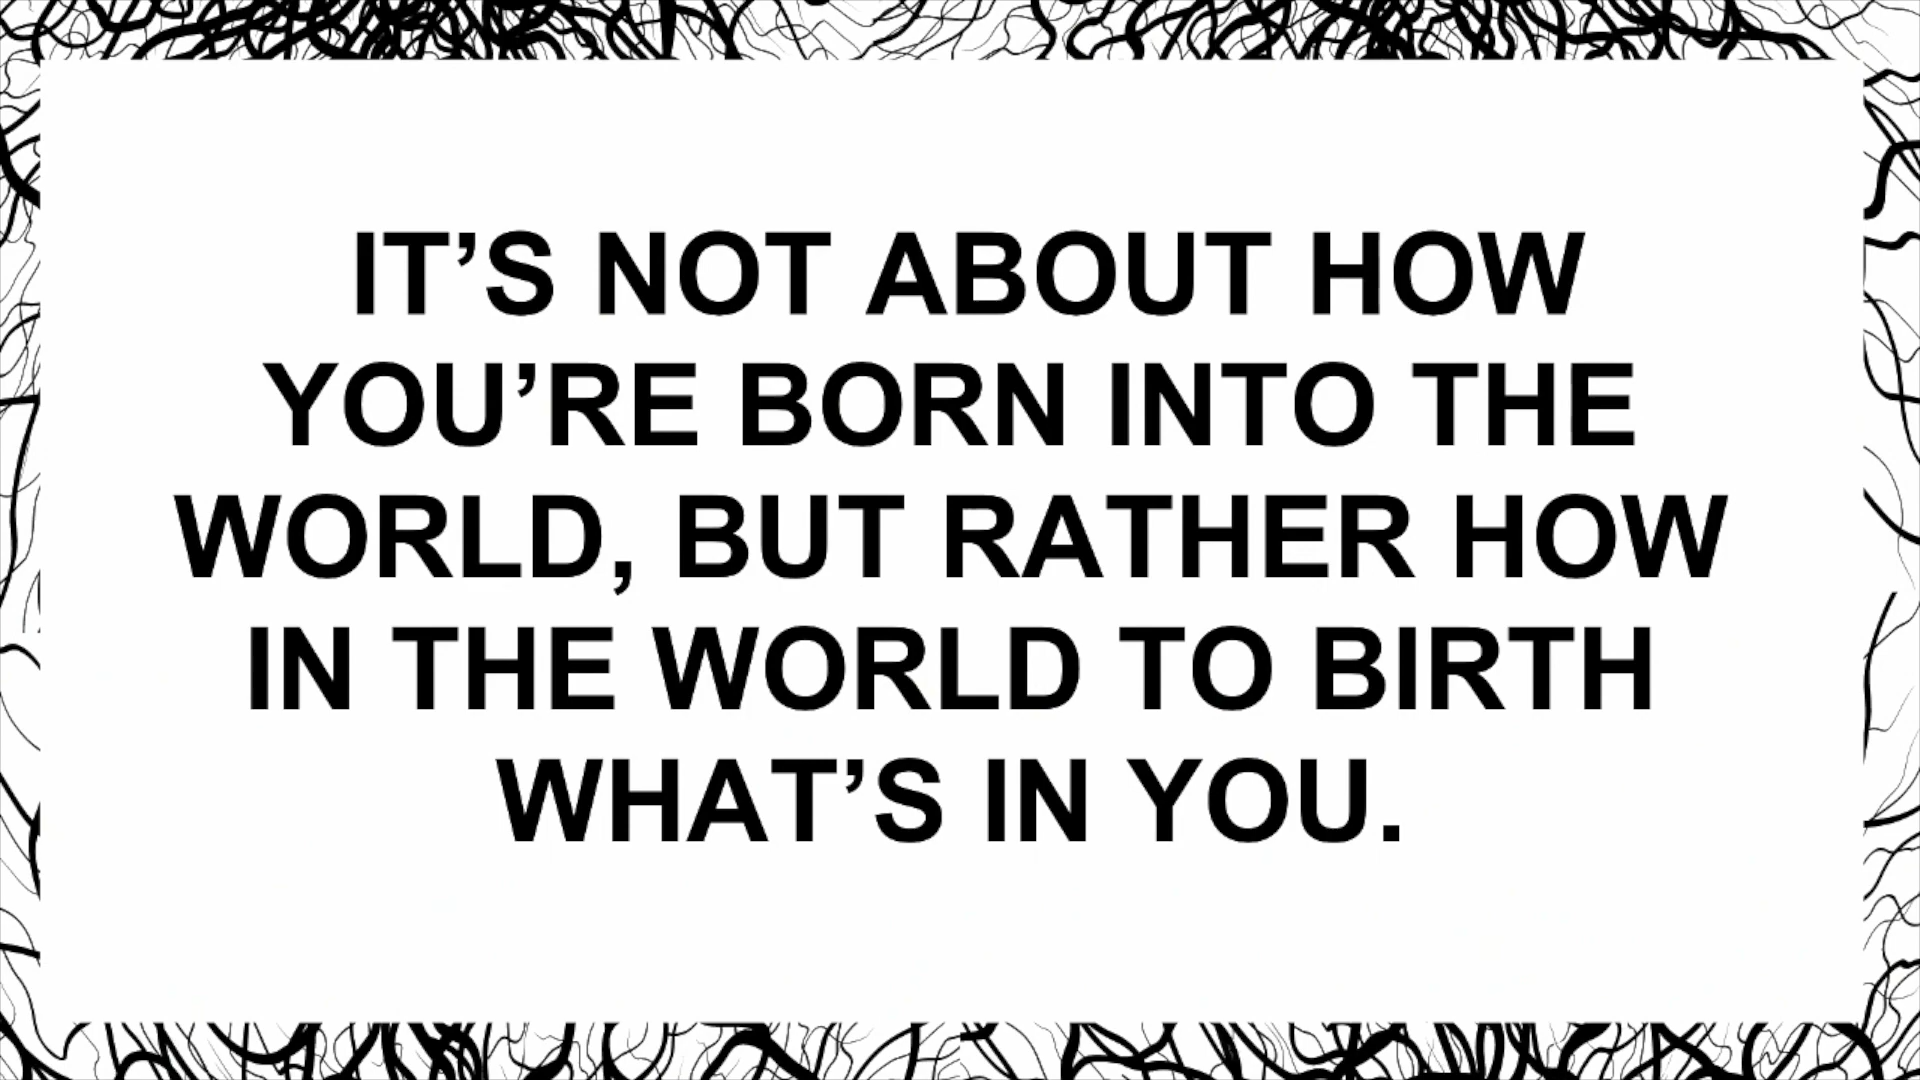 IT’S NOT ABOUT HOW
YOU’RE BORN INTO THE
WORLD, BUT RATHER HOW
IN THE WORLD TO BIRTH
WHAT’S IN YOU.